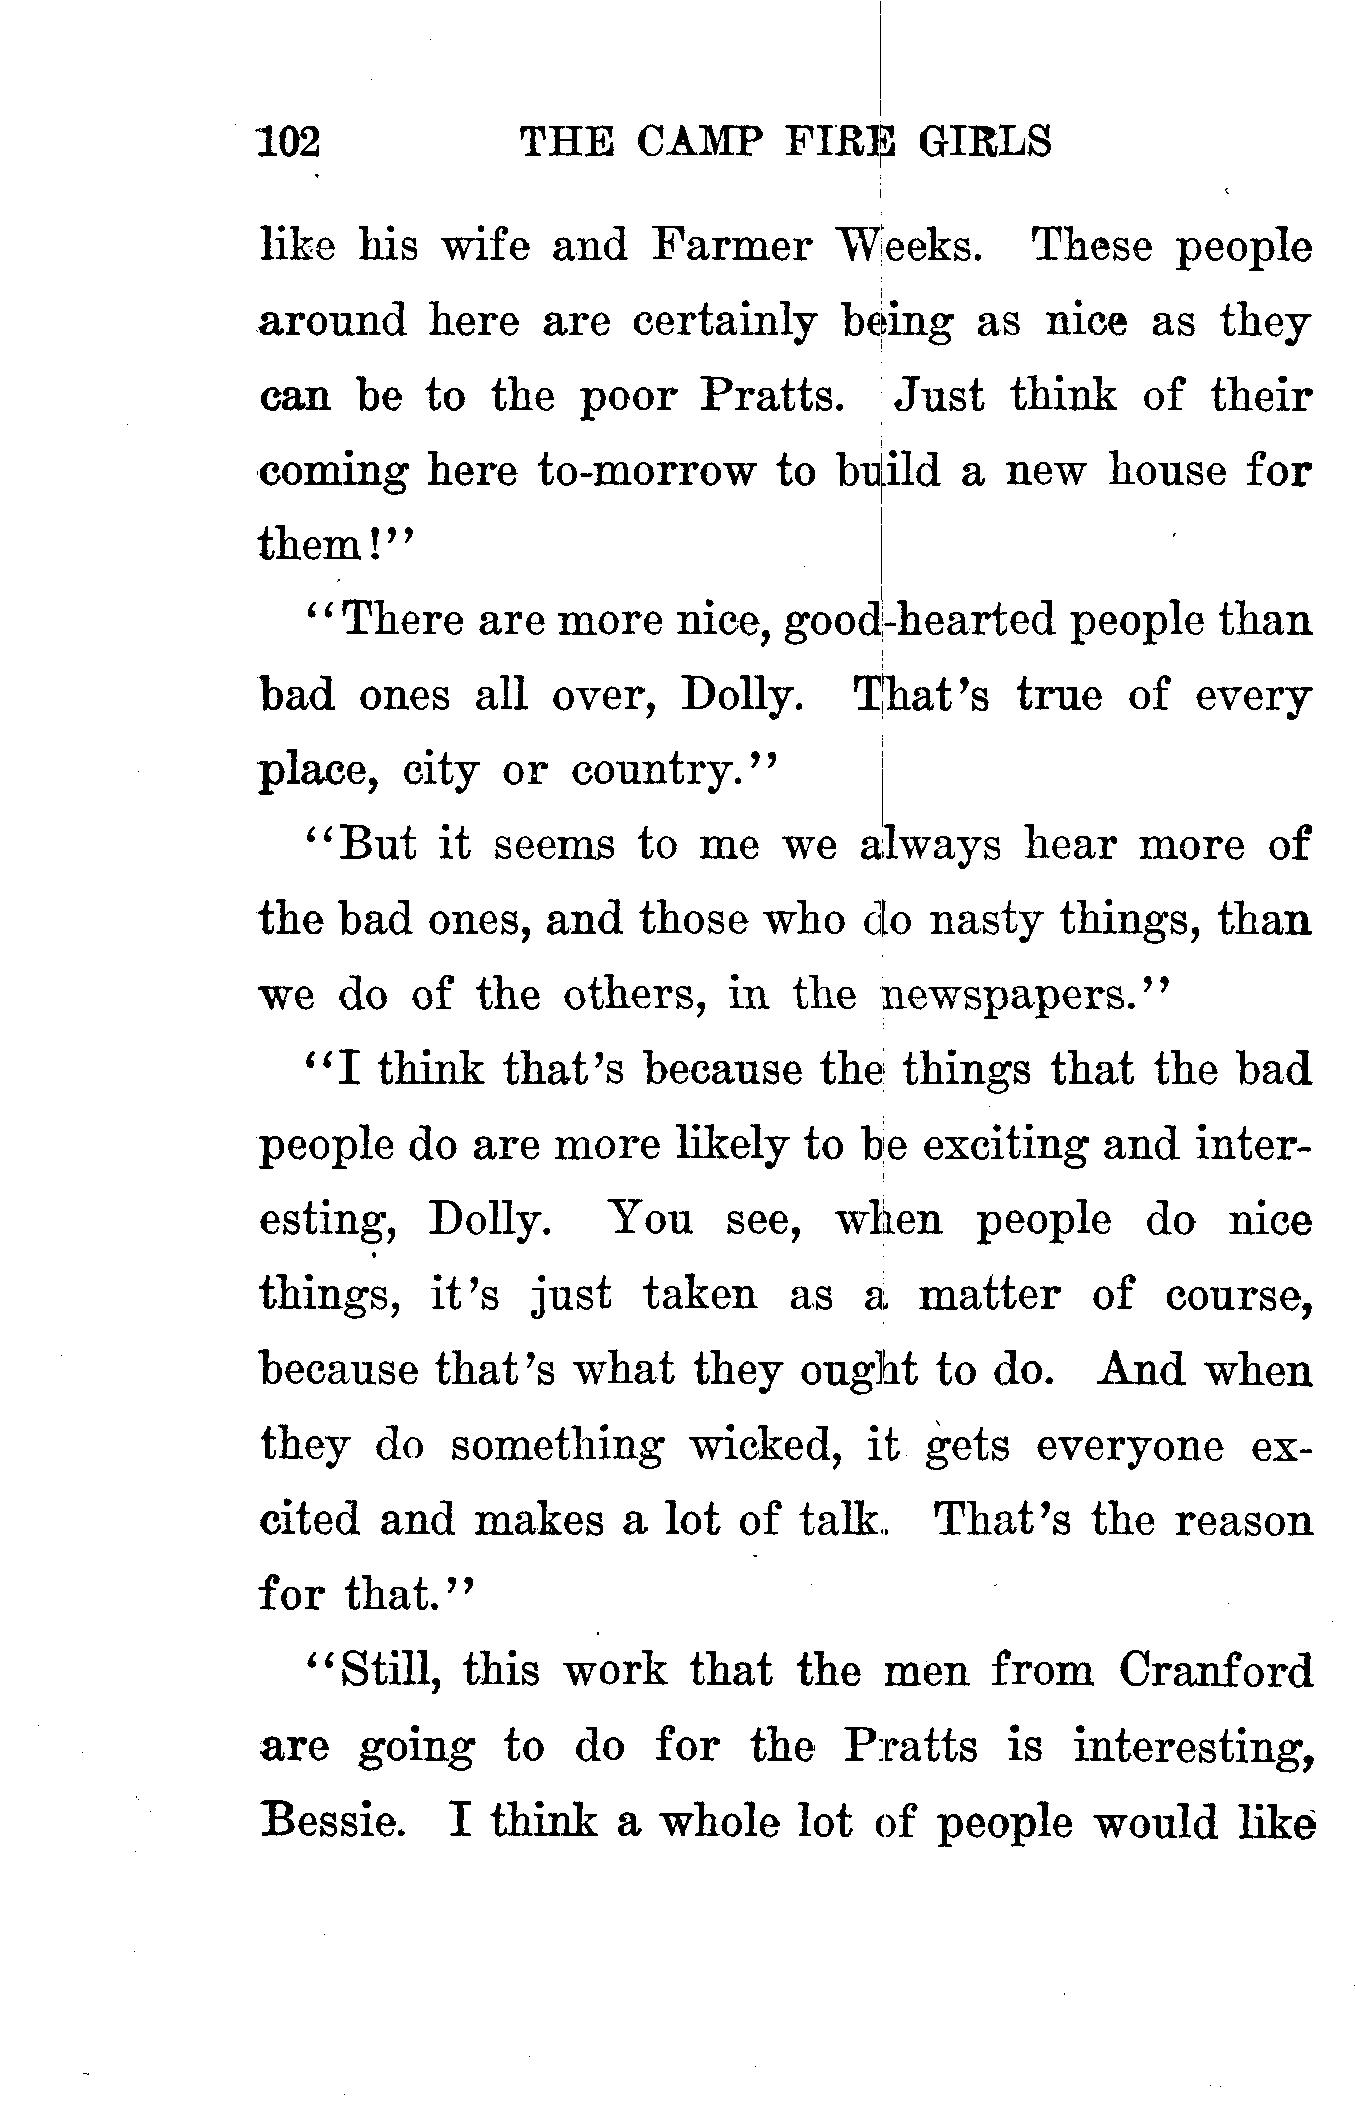 102 THE CAMP FIRE GIRLS
like his wife and Farmer Weeks. These people
around here are certainly being as nice as they
can be to the poor Pratts. Just think of their
coming here to-morrow to build a new house for
them!"
"There are more nice, good-hearted people than
bad ones all over, Dolly. That's true of every
place, city or country."
"But it seems to me we always hear more of
the bad ones, and those who do nasty things, than
we do of the others, in the newspapers."
"I think that's because the things that the bad
people do are more likely to be exciting and inter-
esting, Dolly. You see, when people do nice
things, it's just taken as a matter of course,
because that's what they ought to do. And when
they do something wicked, it gets everyone ex-
cited and makes a lot of talk. That's the reason
for that."
"Still, this work that the men from Cranford
are going to do for the Pratts is interesting,
Bessie. I think a whole lot of people would like